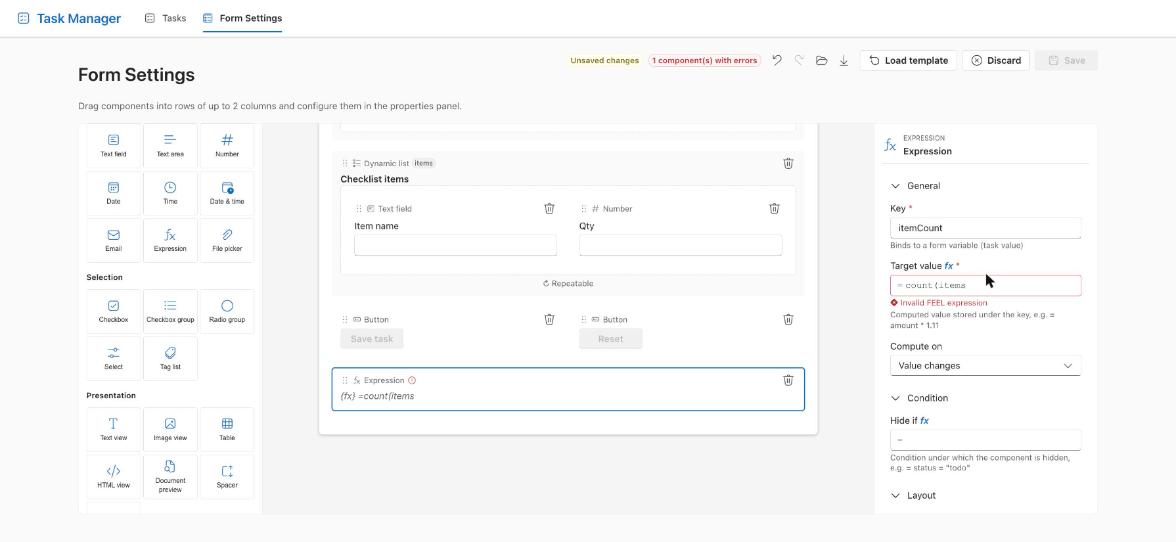 Task Manager
Tasks
Form Settings
Form Settings
Unsaved changes
1 component(s) with errors
Load template
Discard
Save
Drag components into rows of up to 2 columns and configure them in the properties panel.
Text field
Text area
Number
Date
Time
Date & time
Email
Expression
File picker
Selection
Checkbox
Checkbox group
Radio group
Select
Tag list
Presentation
Text view
Image view
Table
HTML view
Document
preview
Spacer
Dynamic list items
Checklist items
Text field
Number
Item name
Qty
Repeatable
Button
Button
Save task
Reset
fx Expression
{fx} =count(items
fx
EXPRESSION
Expression
General
Key *
itemCount
Binds to a form variable (task value)
Target value fx *
= count(items
Invalid FEEL expression
Computed value stored under the key, e.g. =
amount * 1.11
Compute on
Value changes
Condition
Hide if fx
=
Condition under which the component is hidden,
e.g. = status = "todo"
Layout